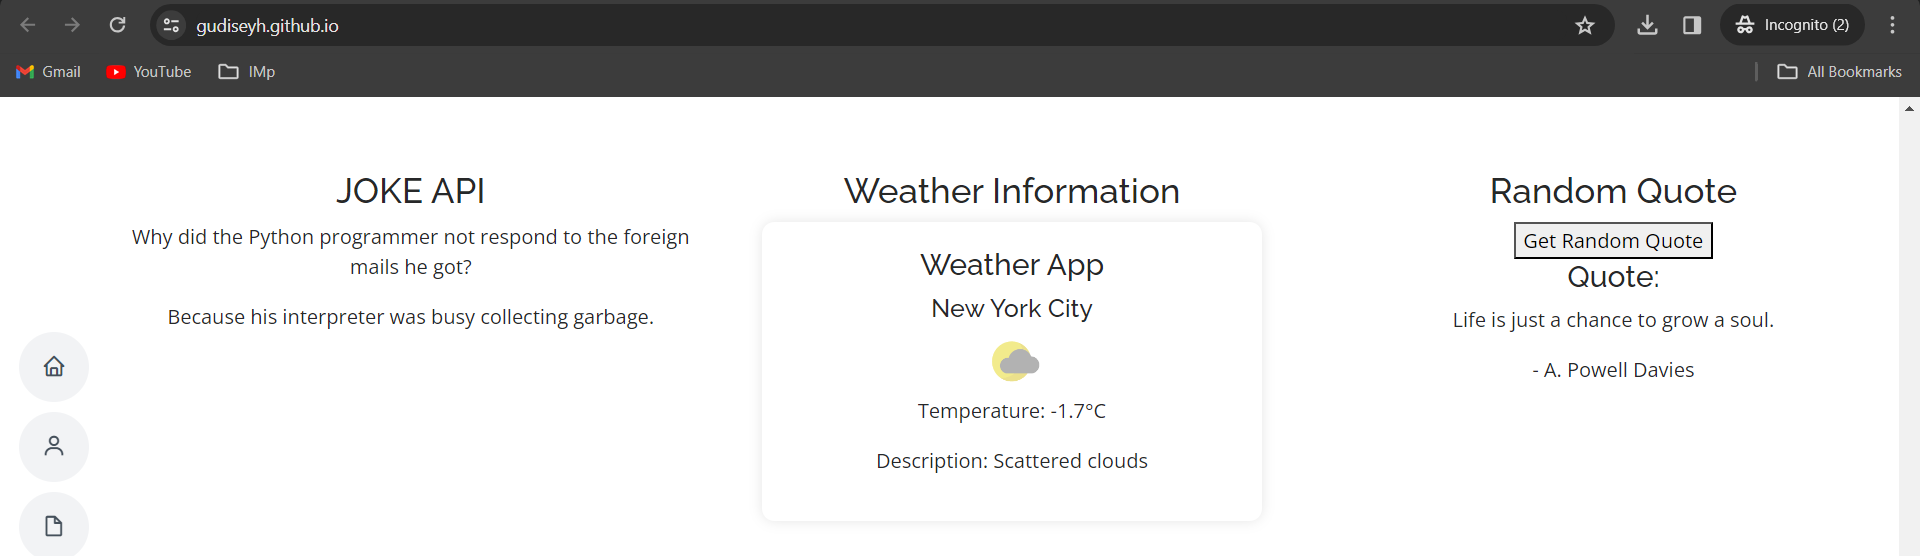 gudiseyh.github.io
Incognito (2)
Gmail
YouTube
IMp
All Bookmarks
JOKE API
Why did the Python programmer not respond to the foreign
mails he got?
Because his interpreter was busy collecting garbage.
Weather Information
Weather App
New York City
Temperature: -1.7°C
Description: Scattered clouds
Random Quote
Get Random Quote
Quote:
Life is just a chance to grow a soul.
- A. Powell Davies